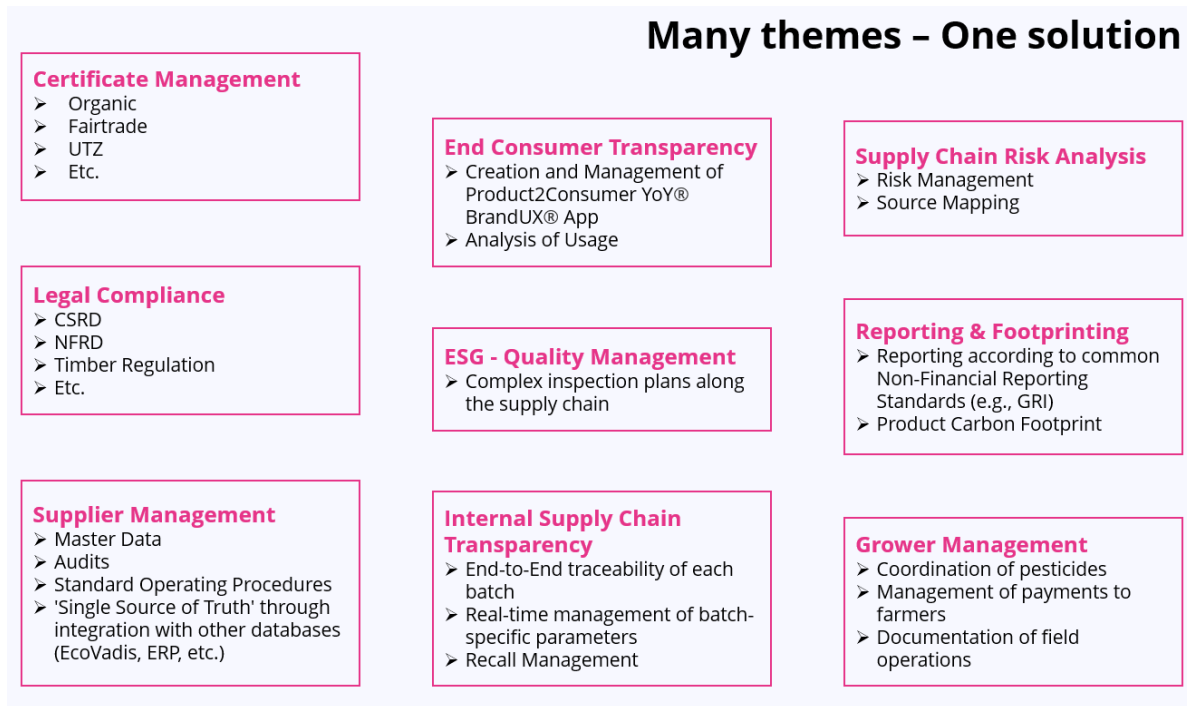 Many themes – One solution
Certificate Management
➢ Organic
➢ Fairtrade
➢ UTZ
➢ Etc.
Legal Compliance
➢ CSRD
➢ NFRD
➢ Timber Regulation
➢ Etc.
Supplier Management
➢ Master Data
➢ Audits
➢ Standard Operating Procedures
➢ 'Single Source of Truth' through
integration with other databases
(EcoVadis, ERP, etc.)
End Consumer Transparency
➢ Creation and Management of
Product2Consumer YoY®
BrandUX® App
➢ Analysis of Usage
ESG - Quality Management
➢ Complex inspection plans along
the supply chain
Internal Supply Chain
Transparency
➢ End-to-End traceability of each
batch
➢ Real-time management of batch-
specific parameters
➢ Recall Management
Supply Chain Risk Analysis
➢ Risk Management
➢ Source Mapping
Reporting & Footprinting
➢ Reporting according to common
Non-Financial Reporting
Standards (e.g., GRI)
➢ Product Carbon Footprint
Grower Management
➢ Coordination of pesticides
➢ Management of payments to
farmers
➢ Documentation of field
operations